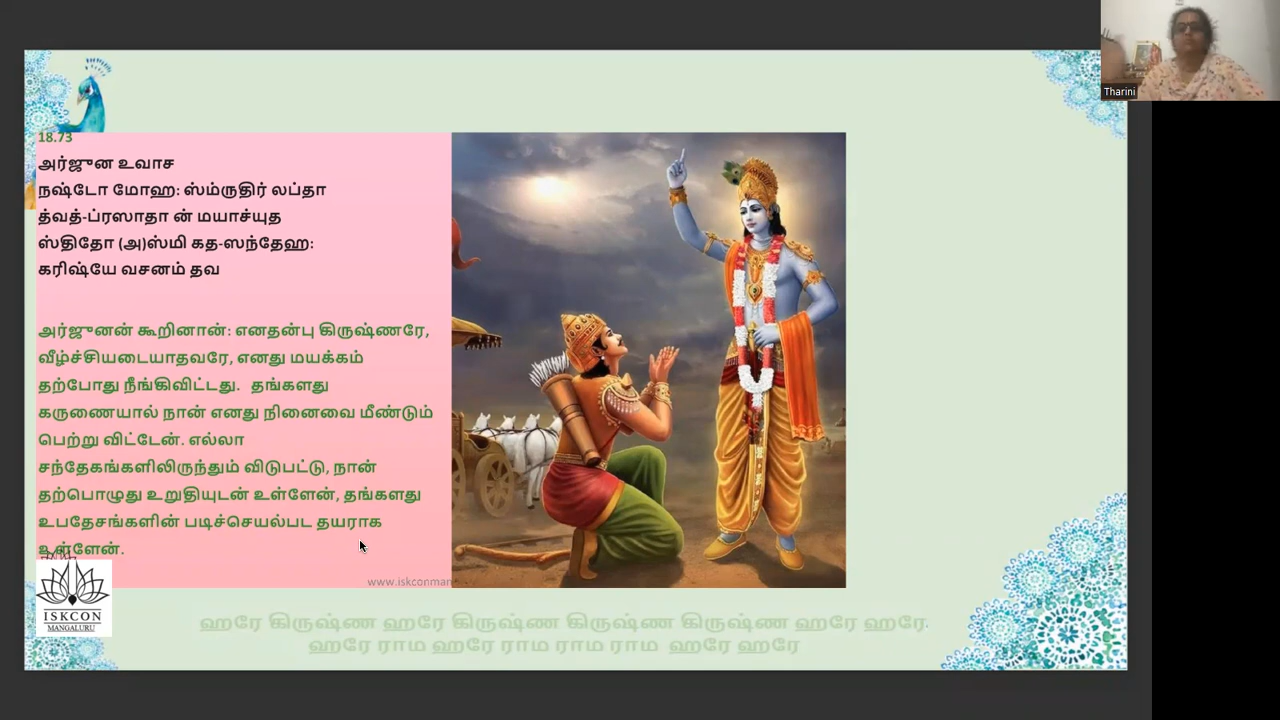 Tharini
18.73
அர்ஜுன உவாச
நஷ்டோ மோஹ: ஸ்ம்ருதிர் லப்தா
த்வத்-ப்ரஸாதா ன் மயாச்யுத
ஸ்திதோ (அ)ஸ்மி கத-ஸந்தேஹ:
கரிஷ்யே வசனம் தவ
அர்ஜுனன் கூறினான்: எனதன்பு கிருஷ்ணரே,
வீழ்ச்சியடையாதவரே, எனது மயக்கம்
தற்போது நீங்கிவிட்டது. தங்களது
கருணையால் நான் எனது நினைவை மீண்டும்
பெற்று விட்டேன். எல்லா
சந்தேகங்களிலிருந்தும் விடுபட்டு, நான்
தற்பொழுது உறுதியுடன் உள்ளேன், தங்களது
உபதேசங்களின் படிச்செயல்பட தயராக
உள்ளேன்.
ISKCON
MANGALURU
ஹரே கிருஷ்ண ஹரே கிருஷ்ண கிருஷ்ண கிருஷ்ண ஹரே ஹரே.
ஹரே ராம ஹரே ராம ராம ராம ஹரே ஹரே